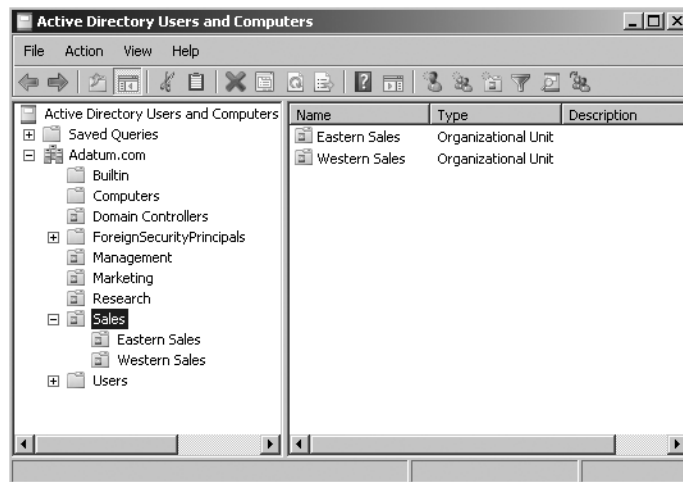 Active Directory Users and Computers
File Action View Help
Active Directory Users and Computers
Saved Queries
Adatum.com
Builtin
Computers
Domain Controllers
ForeignSecurityPrincipals
Management
Marketing
Research
Sales
Eastern Sales
Western Sales
Users
Name Type Description
Eastern Sales Organizational Unit
Western Sales Organizational Unit